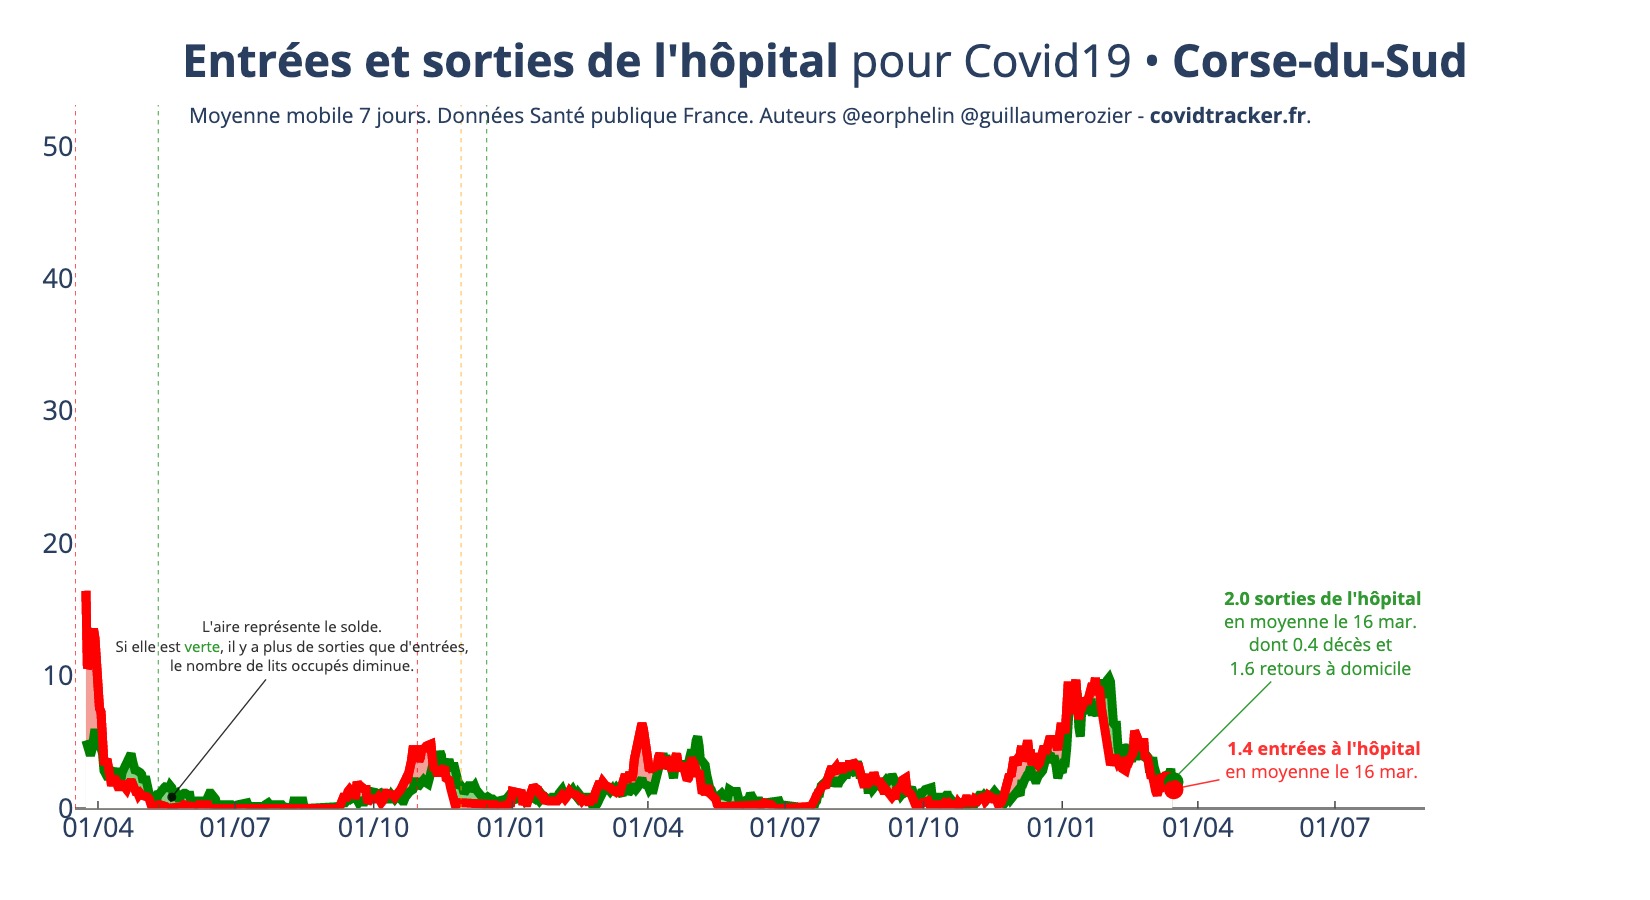 Entrées et sorties de l'hôpital pour Covid19 • Corse-du-Sud
Moyenne mobile 7 jours. Données Santé publique France. Auteurs @eorphelin @guillaumerozier - covidtracker.fr.
50
40
30
20
10
0
L'aire représente le solde.
Si elle est verte, il y a plus de sorties que d'entrées,
le nombre de lits occupés diminue.
2.0 sorties de l'hôpital
en moyenne le 16 mar.
dont 0.4 décès et
1.6 retours à domicile
1.4 entrées à l'hôpital
en moyenne le 16 mar.
01/04 01/07 01/10 01/01 01/04 01/07 01/10 01/01 01/04 01/07